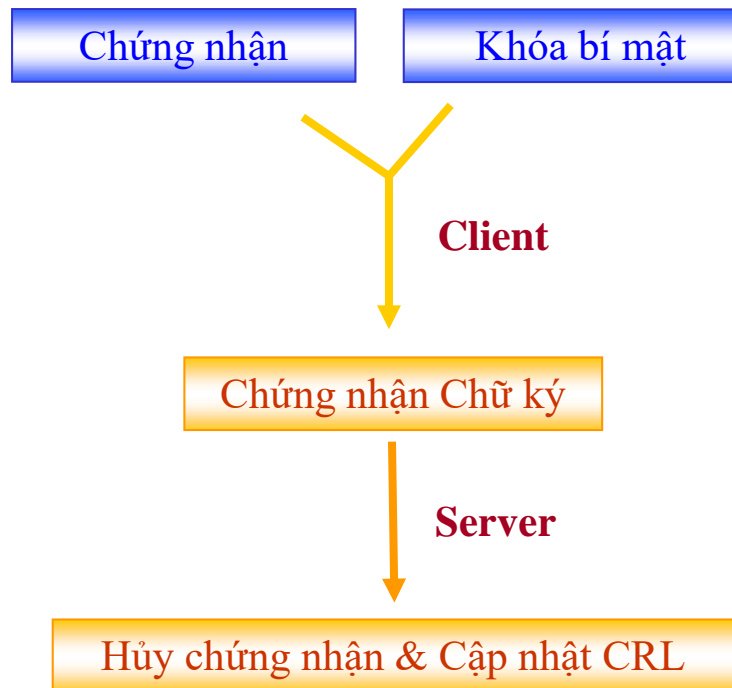 Chứng nhận
Khóa bí mật
Client
Chứng nhận Chữ ký
Server
Hủy chứng nhận & Cập nhật CRL